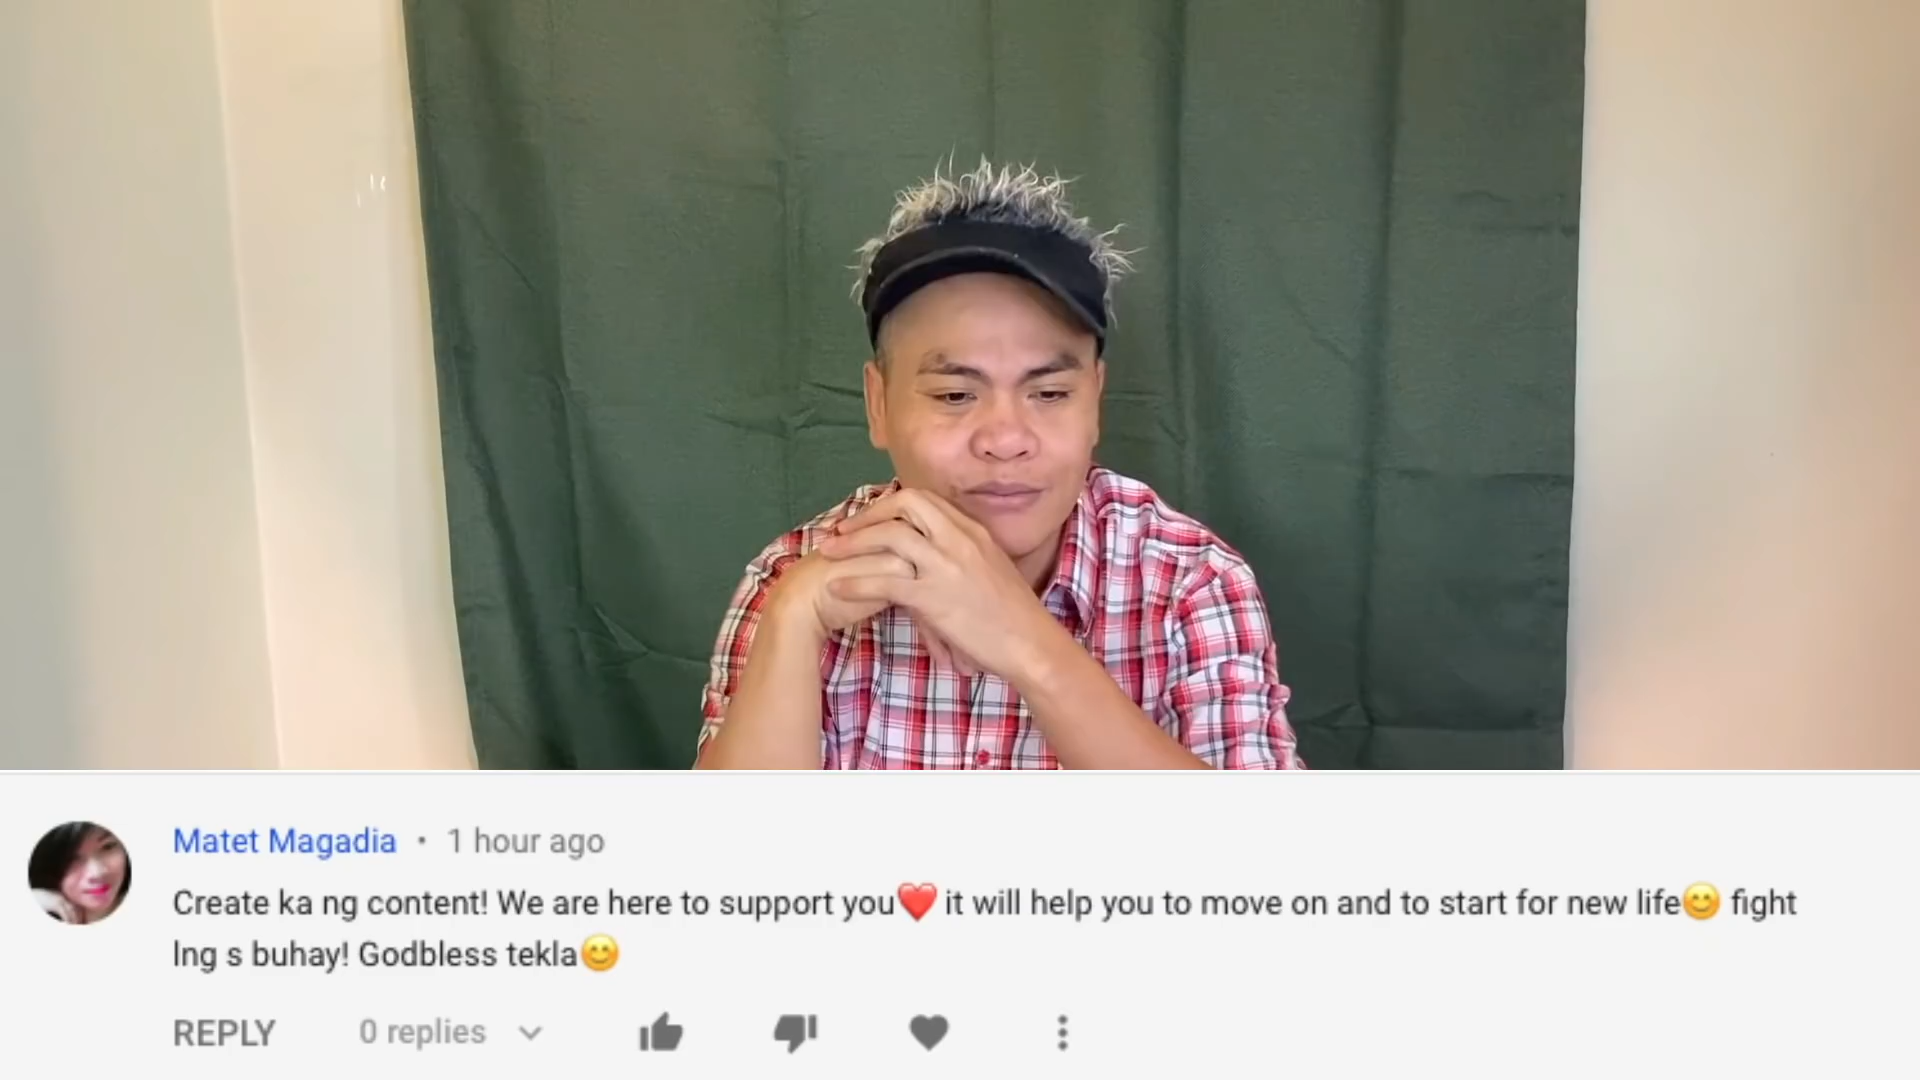 Matet Magadia • 1 hour ago
Create ka ng content! We are here to support you❤️ it will help you to move on and to start for new life😊 fight
lng s buhay! Godbless tekla😊
REPLY 0 replies